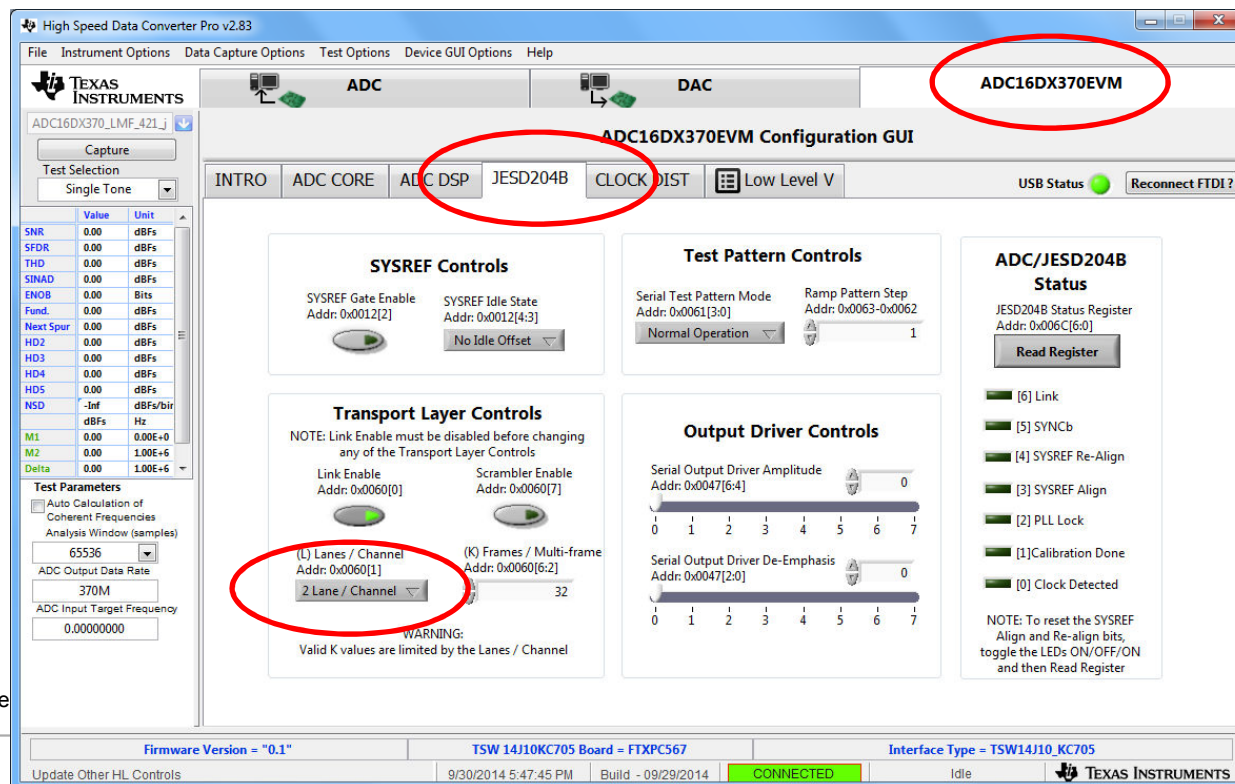 High Speed Data Converter Pro v2.83
File Instrument Options Data Capture Options Test Options Device GUI Options Help
TEXAS INSTRUMENTS
ADC
DAC
ADC16DX370EVM
ADC16DX370_LMF_421_j
Capture
Test Selection
Single Tone
Value Unit
SNR 0.00 dBFs
SFDR 0.00 dBFs
THD 0.00 dBFs
SINAD 0.00 dBFs
ENOB 0.00 Bits
Fund. 0.00 dBFs
Next Spur 0.00 dBFs
HD2 0.00 dBFs
HD3 0.00 dBFs
HD4 0.00 dBFs
HD5 0.00 dBFs
NSD -Inf dBFs/bin
dBFs Hz
M1 0.00 0.00E+0
M2 0.00 1.00E+6
Delta 0.00 1.00E+6
Test Parameters
Auto Calculation of
Coherent Frequencies
Analysis Window (samples)
65536
ADC Output Data Rate
370M
ADC Input Target Frequency
0.00000000
ADC16DX370EVM Configuration GUI
INTRO ADC CORE ADC DSP JESD204B CLOCK DIST Low Level V
USB Status Reconnect FTDI ?
SYSREF Controls
SYSREF Gate Enable
Addr: 0x0012[2]
SYSREF Idle State
Addr: 0x0012[4:3]
No Idle Offset
Test Pattern Controls
Serial Test Pattern Mode
Addr: 0x0061[3:0]
Normal Operation
Ramp Pattern Step
Addr: 0x0063-0x0062
1
Transport Layer Controls
NOTE: Link Enable must be disabled before changing
any of the Transport Layer Controls
Link Enable
Addr: 0x0060[0]
Scrambler Enable
Addr: 0x0060[7]
(L) Lanes / Channel
Addr: 0x0060[1]
2 Lane / Channel
(K) Frames / Multi-frame
Addr: 0x0060[6:2]
32
WARNING:
Valid K values are limited by the Lanes / Channel
Output Driver Controls
Serial Output Driver Amplitude
Addr: 0x0047[6:4]
0
0 1 2 3 4 5 6 7
Serial Output Driver De-Emphasis
Addr: 0x0047[2:0]
0
0 1 2 3 4 5 6 7
ADC/JESD204B
Status
JESD204B Status Register
Addr: 0x006C[6:0]
Read Register
[6] Link
[5] SYNCb
[4] SYSREF Re-Align
[3] SYSREF Align
[2] PLL Lock
[1]Calibration Done
[0] Clock Detected
NOTE: To reset the SYSREF
Align and Re-align bits,
toggle the LEDs ON/OFF/ON
and then Read Register
e
Firmware Version = "0.1" TSW 14J10KC705 Board = FTXPC567 Interface Type = TSW14J10_KC705
Update Other HL Controls 9/30/2014 5:47:45 PM Build - 09/29/2014 CONNECTED Idle TEXAS INSTRUMENTS